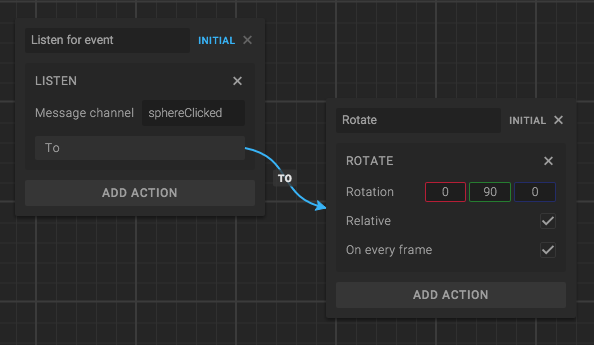 Listen for event INITIAL
LISTEN
Message channel sphereClicked
To
ADD ACTION
TO
Rotate INITIAL
ROTATE
Rotation 0 90 0
Relative
On every frame
ADD ACTION